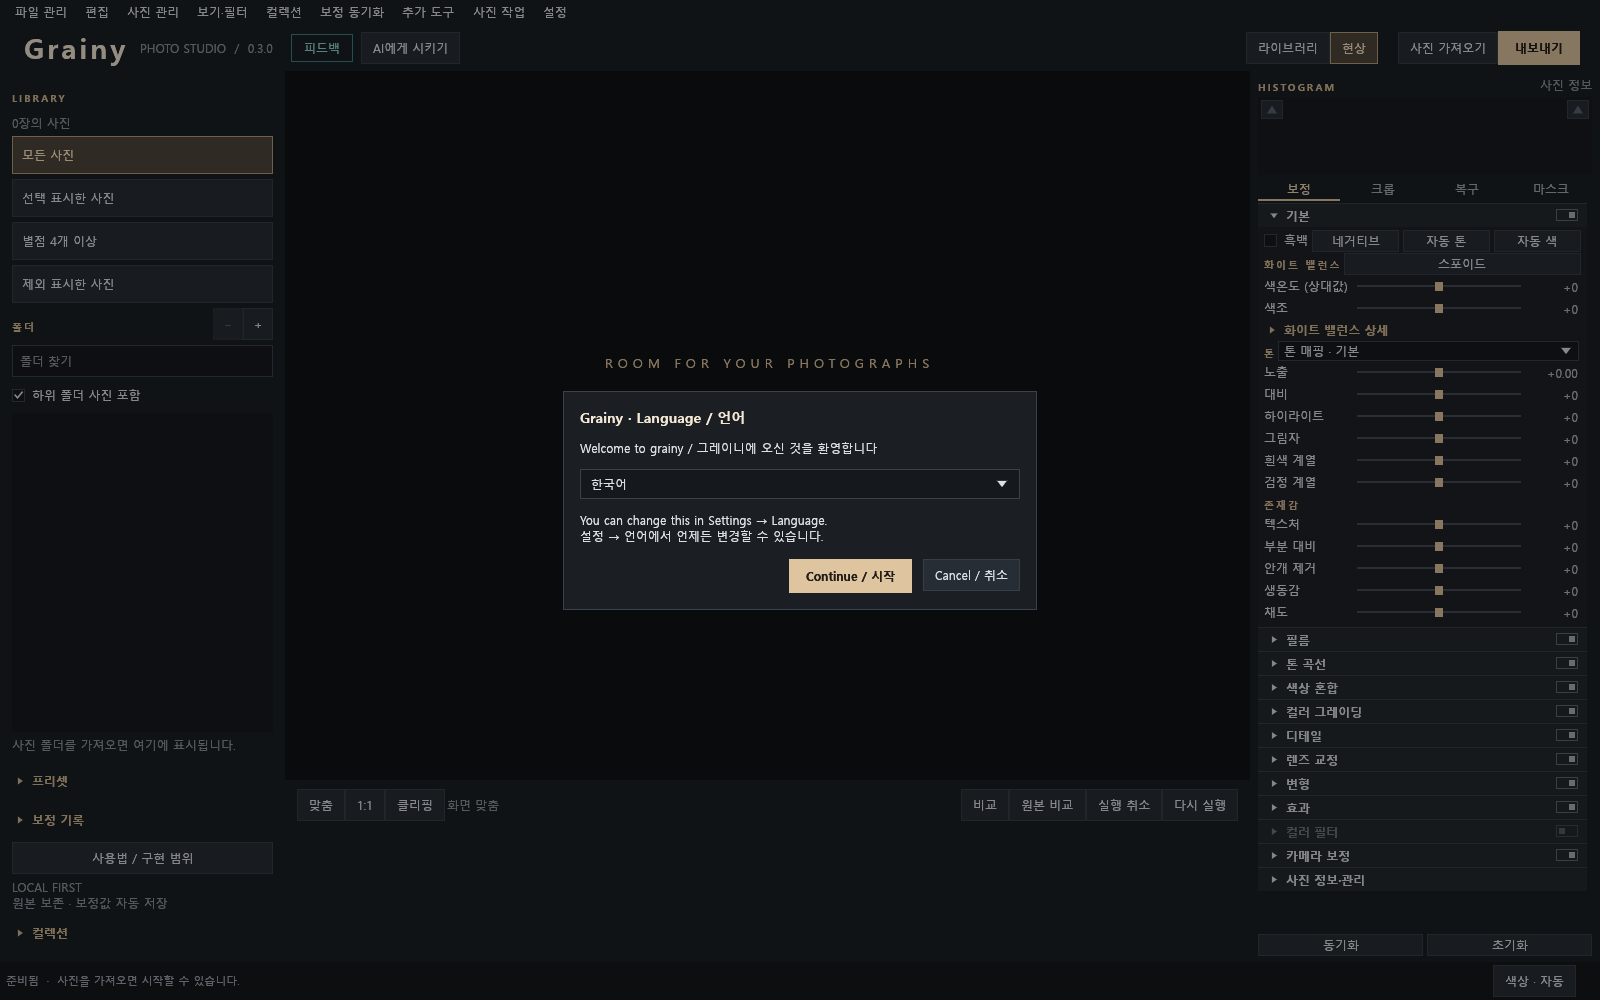 파일 관리 편집 사진 관리 보기·필터 컬렉션 보정 동기화 추가 도구 사진 작업 설정
Grainy PHOTO STUDIO / 0.3.0 피드백 AI에게 시키기 라이브러리 현상 사진 가져오기 내보내기
LIBRARY
0장의 사진
모든 사진
선택 표시한 사진
별점 4개 이상
제외 표시한 사진
폴더 − +
폴더 찾기
하위 폴더 사진 포함
사진 폴더를 가져오면 여기에 표시됩니다.
프리셋
보정 기록
사용법 / 구현 범위
LOCAL FIRST
원본 보존 · 보정값 자동 저장
컬렉션
ROOM FOR YOUR PHOTOGRAPHS
Grainy · Language / 언어
Welcome to grainy / 그레이니에 오신 것을 환영합니다
한국어
You can change this in Settings → Language.
설정 → 언어에서 언제든 변경할 수 있습니다.
Continue / 시작 Cancel / 취소
맞춤 1:1 클리핑 화면 맞춤 비교 원본 비교 실행 취소 다시 실행
HISTOGRAM 사진 정보
보정 크롭 복구 마스크
기본
흑백 네거티브 자동 톤 자동 색
화이트 밸런스 스포이드
색온도 (상대값) +0
색조 +0
화이트 밸런스 상세
톤 톤 매핑 · 기본
노출 +0.00
대비 +0
하이라이트 +0
그림자 +0
흰색 계열 +0
검정 계열 +0
존재감
텍스처 +0
부분 대비 +0
안개 제거 +0
생동감 +0
채도 +0
필름
톤 곡선
색상 혼합
컬러 그레이딩
디테일
렌즈 교정
변형
효과
컬러 필터
카메라 보정
사진 정보·관리
동기화 초기화
준비됨 · 사진을 가져오면 시작할 수 있습니다. 색상 · 자동